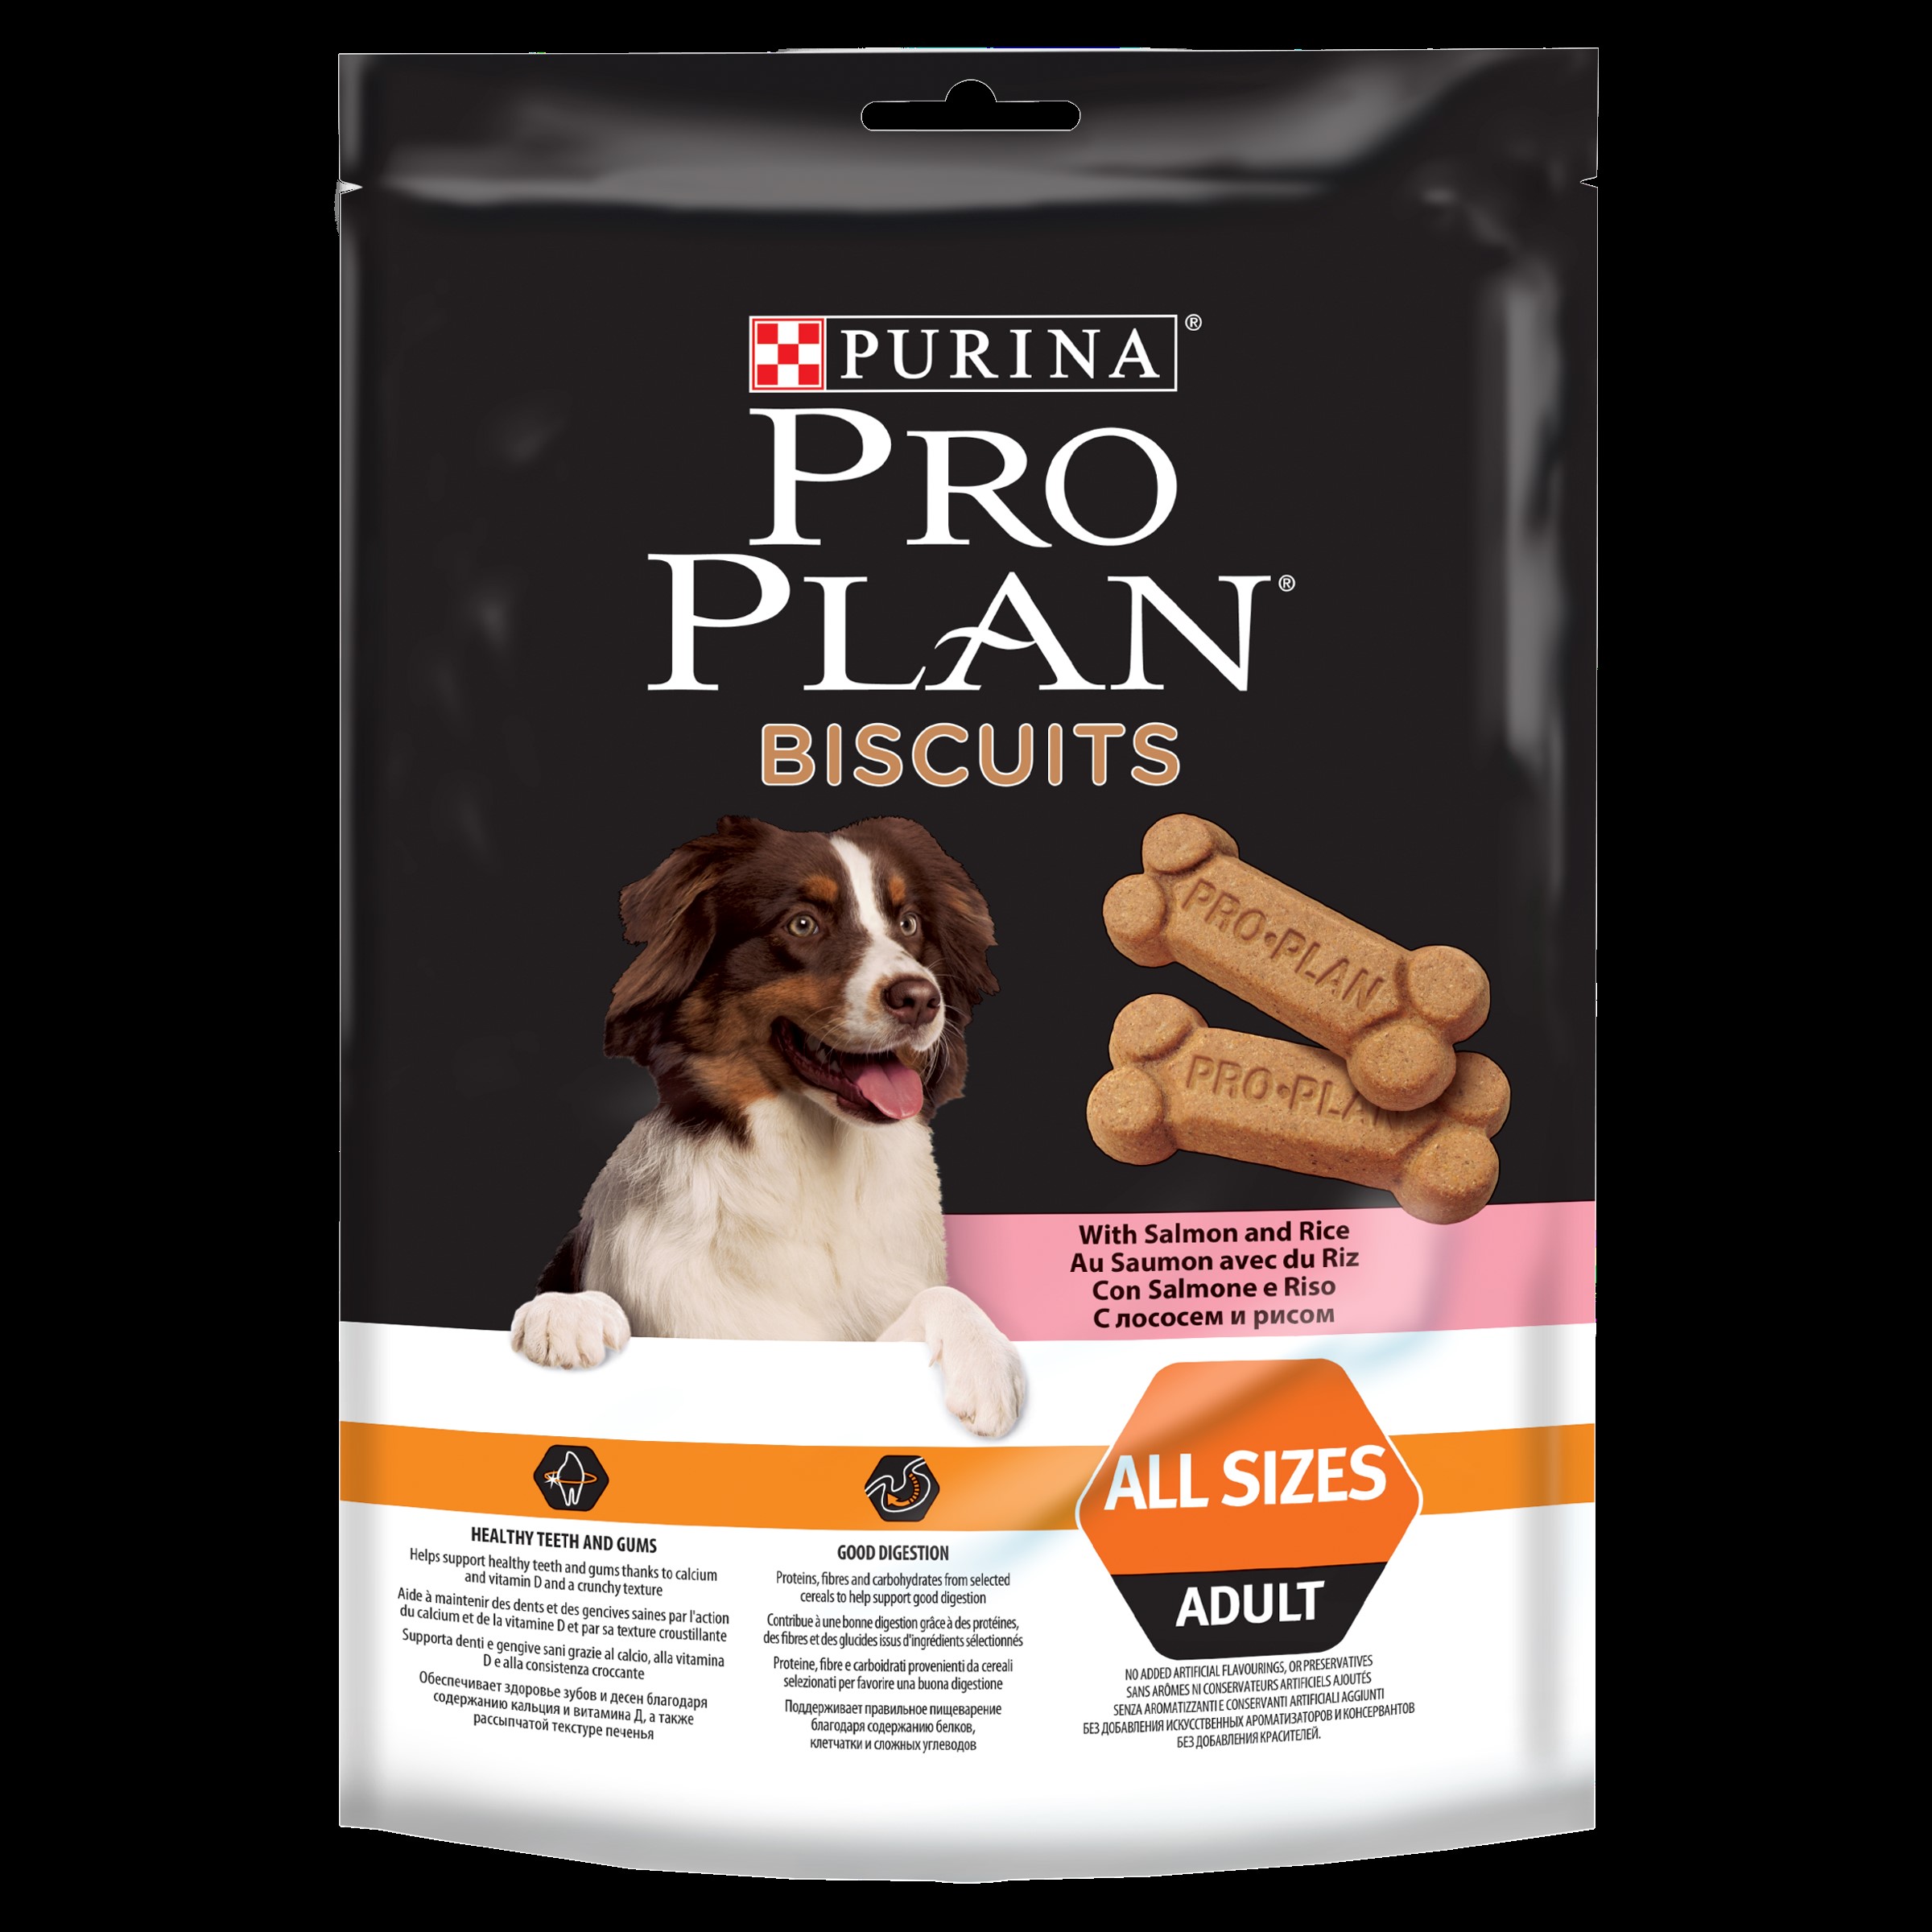 PURINA®
PRO
PLAN®
BISCUITS
PRO•PLAN
PRO•PLAN
With Salmon and Rice
Au Saumon avec du Riz
Con Salmone e Riso
С лососем и рисом
ALL SIZES
ADULT
HEALTHY TEETH AND GUMS
Helps support healthy teeth and gums thanks to calcium
and vitamin D and a crunchy texture
Aide à maintenir des dents et des gencives saines par l'action
du calcium et de la vitamine D et par sa texture croustillante
Supporta denti e gengive sani grazie al calcio, alla vitamina
D e alla consistenza croccante
Обеспечивает здоровье зубов и десен благодаря
содержанию кальция и витамина Д, а также
рассыпчатой текстуре печенья
GOOD DIGESTION
Proteins, fibres and carbohydrates from selected
cereals to help support good digestion
Contribue à une bonne digestion grâce à des protéines,
des fibres et des glucides issus d'ingrédients sélectionnés
Proteine, fibre e carboidrati provenienti da cereali
selezionati per favorire una buona digestione
Поддерживает правильное пищеварение
благодаря содержанию белков,
клетчатки и сложных углеводов
NO ADDED ARTIFICIAL FLAVOURINGS, OR PRESERVATIVES
SANS ARÔMES NI CONSERVATEURS ARTIFICIELS AJOUTÉS
SENZA AROMATIZZANTI E CONSERVANTI ARTIFICIALI AGGIUNTI
БЕЗ ДОБАВЛЕНИЯ ИСКУССТВЕННЫХ АРОМАТИЗАТОРОВ И КОНСЕРВАНТОВ
БЕЗ ДОБАВЛЕНИЯ КРАСИТЕЛЕЙ.